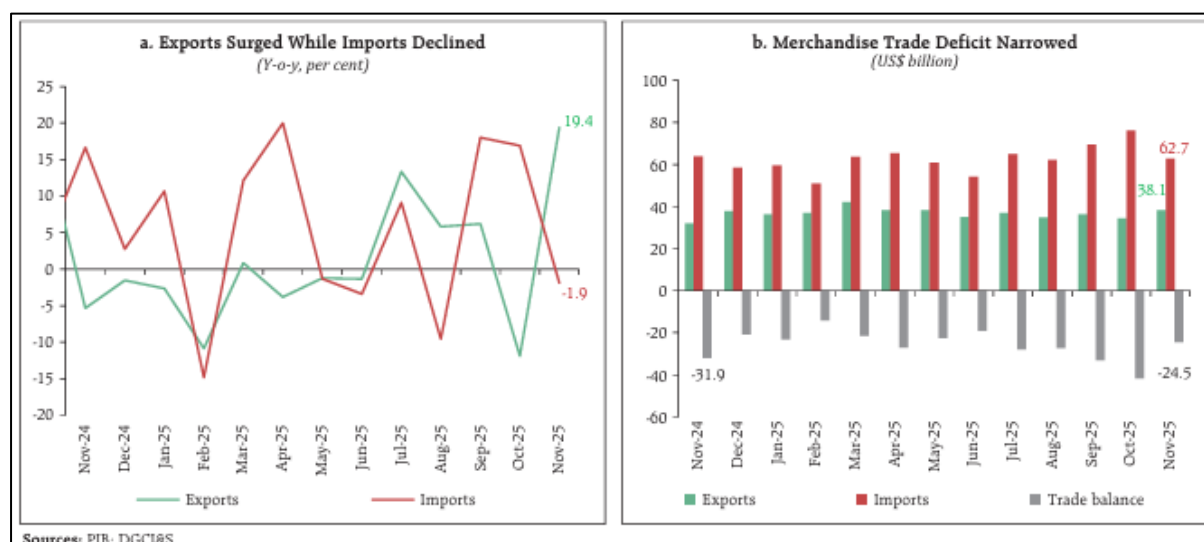 a. Exports Surged While Imports Declined
(Y-o-y, per cent)
25
20
15
10
5
0
-5
-10
-15
-20
19.4
-1.9
Nov-24
Dec-24
Jan-25
Feb-25
Mar-25
Apr-25
May-25
Jun-25
Jul-25
Aug-25
Sep-25
Oct-25
Nov-25
Exports
Imports
b. Merchandise Trade Deficit Narrowed
(US$ billion)
100
80
60
40
20
0
-20
-40
-60
62.7
38.1
-31.9
-24.5
Nov-24
Dec-24
Jan-25
Feb-25
Mar-25
Apr-25
May-25
Jun-25
Jul-25
Aug-25
Sep-25
Oct-25
Nov-25
Exports
Imports
Trade balance
Sources: PIB; DGCI&S